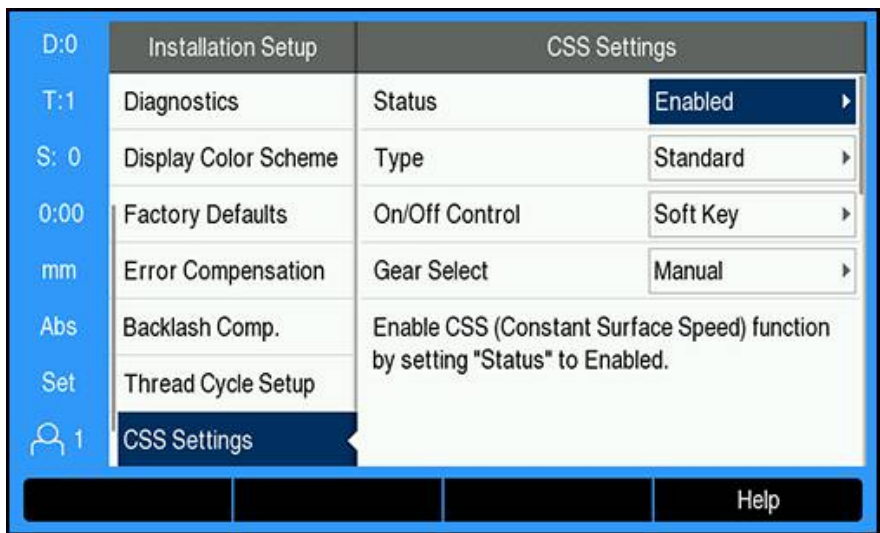 D:0
T:1
S: 0
0:00
mm
Abs
Set
1
Installation Setup
Diagnostics
Display Color Scheme
Factory Defaults
Error Compensation
Backlash Comp.
Thread Cycle Setup
CSS Settings
CSS Settings
Status Enabled
Type Standard
On/Off Control Soft Key
Gear Select Manual
Enable CSS (Constant Surface Speed) function
by setting "Status" to Enabled.
Help